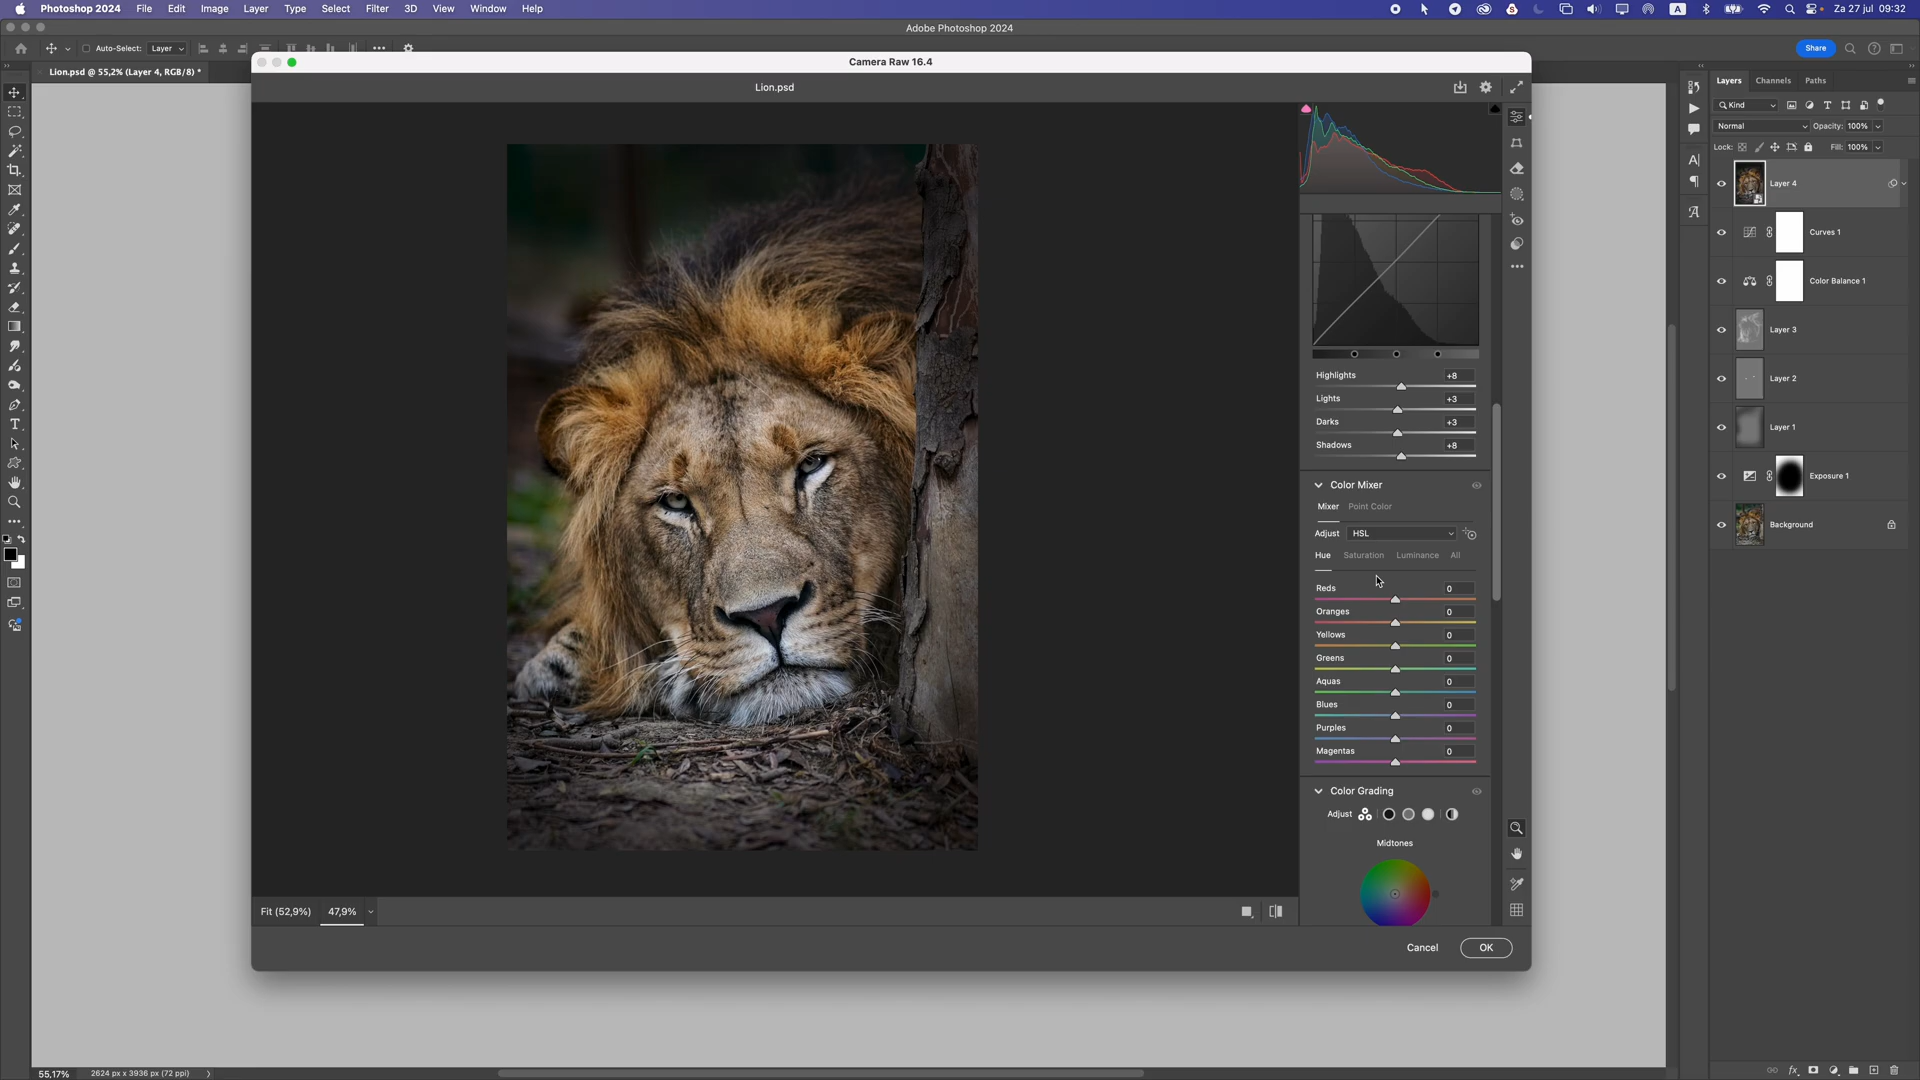 Photoshop 2024 File Edit Image Layer Type Select Filter 3D View Window Help
A Za 27 jul 09:32
Adobe Photoshop 2024
Auto-Select: Layer
Share
Lion.psd @ 55,2% (Layer 4, RGB/8) *
Camera Raw 16.4
Lion.psd
Highlights +8
Lights +3
Darks +3
Shadows +8
Color Mixer
Mixer Point Color
Adjust HSL
Hue Saturation Luminance All
Reds 0
Oranges 0
Yellows 0
Greens 0
Aquas 0
Blues 0
Purples 0
Magentas 0
Color Grading
Adjust
Midtones
Fit (52,9%) 47,9%
Cancel OK
Layers Channels Paths
Kind
Normal Opacity: 100%
Lock: Fill: 100%
Layer 4
Curves 1
Color Balance 1
Layer 3
Layer 2
Layer 1
Exposure 1
Background
55,17% 2624 px x 3936 px (72 ppi)